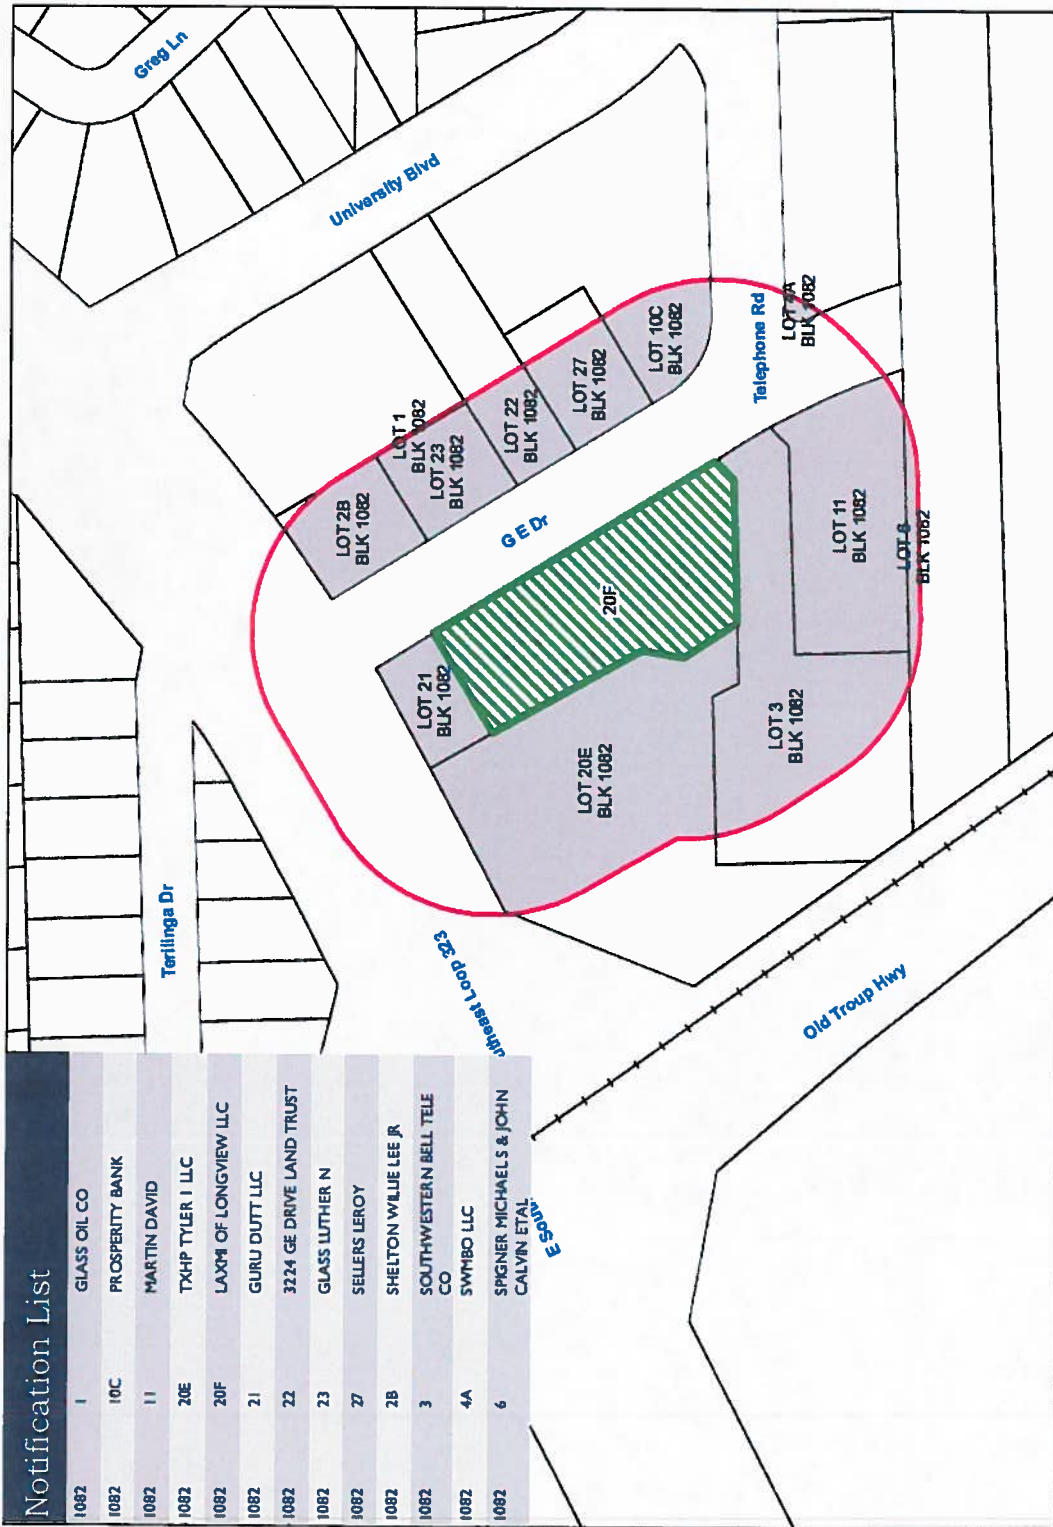 Notification List
1082 1 GLASS OIL CO
1082 10C PROSPERITY BANK
1082 11 MARTIN DAVID
1082 20E TXHP TYLER I LLC
1082 20F LAXMI OF LONGVIEW LLC
1082 21 GURU DUTT LLC
1082 22 3224 GE DRIVE LAND TRUST
1082 23 GLASS LUTHER N
1082 27 SELLERS LEROY
1082 2B SHELTON WILLIE LEE JR
1082 3 SOUTHWESTERN BELL TELE
CO
1082 4A SWMBO LLC
1082 6 SPIGNER MICHAEL S & JOHN
CALVIN ETAL
Greg Ln
University Blvd
Terlinga Dr
utheast Loop 323
E Sou
Old Troup Hwy
G E Dr
Telephone Rd
LOT 2B
BLK 1082
LOT 1
BLK 1082
LOT 23
BLK 1082
LOT 22
BLK 1082
LOT 27
BLK 1082
LOT 10C
BLK 1082
LOT 4A
BLK 1082
LOT 21
BLK 1082
20F
LOT 20E
BLK 1082
LOT 3
BLK 1082
LOT 11
BLK 1082
LOT 6
BLK 1082